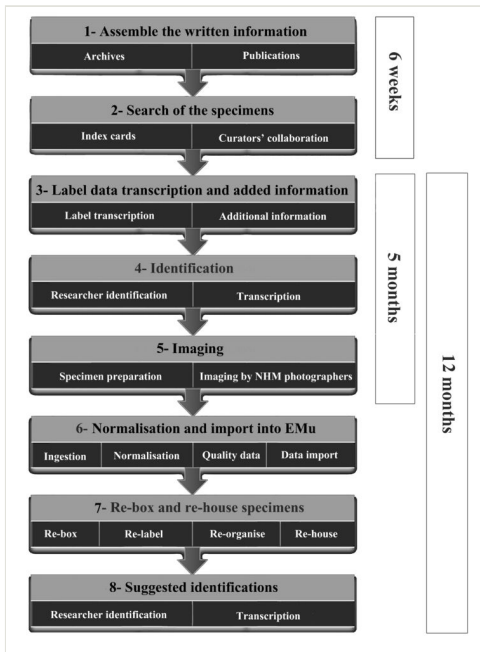 1- Assemble the written information
Archives
Publications
2- Search of the specimens
Index cards
Curators' collaboration
6 weeks
3- Label data transcription and added information
Label transcription
Additional information
4- Identification
Researcher identification
Transcription
5- Imaging
Specimen preparation
Imaging by NHM photographers
5 months
6- Normalisation and import into EMu
Ingestion
Normalisation
Quality data
Data import
7- Re-box and re-house specimens
Re-box
Re-label
Re-organise
Re-house
8- Suggested identifications
Researcher identification
Transcription
12 months